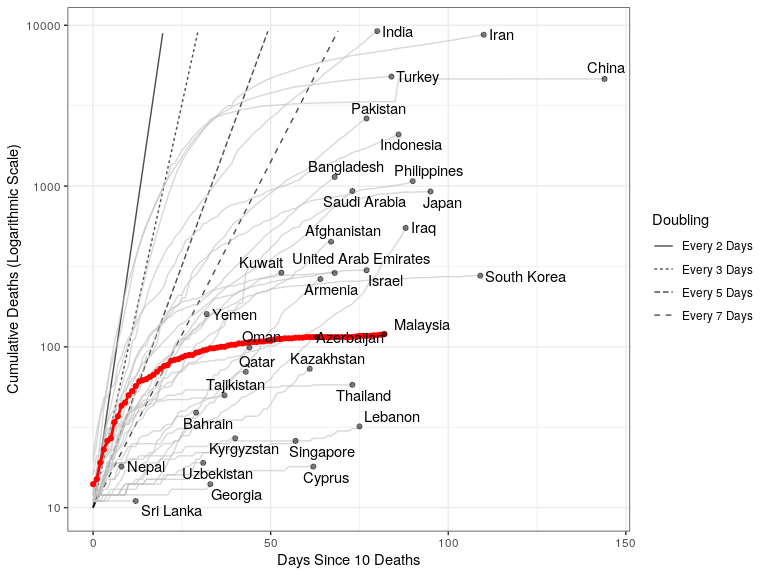 10000
1000
100
10
Cumulative Deaths (Logarithmic Scale)
India
Iran
China
Turkey
Pakistan
Indonesia
Bangladesh
Philippines
Saudi Arabia
Japan
Iraq
Afghanistan
Kuwait
United Arab Emirates
Israel
South Korea
Armenia
Yemen
Malaysia
Oman
Azerbaijan
Qatar
Kazakhstan
Tajikistan
Thailand
Bahrain
Lebanon
Kyrgyzstan
Singapore
Nepal
Uzbekistan
Cyprus
Georgia
Sri Lanka
0
50
100
150
Days Since 10 Deaths
Doubling
Every 2 Days
Every 3 Days
Every 5 Days
Every 7 Days